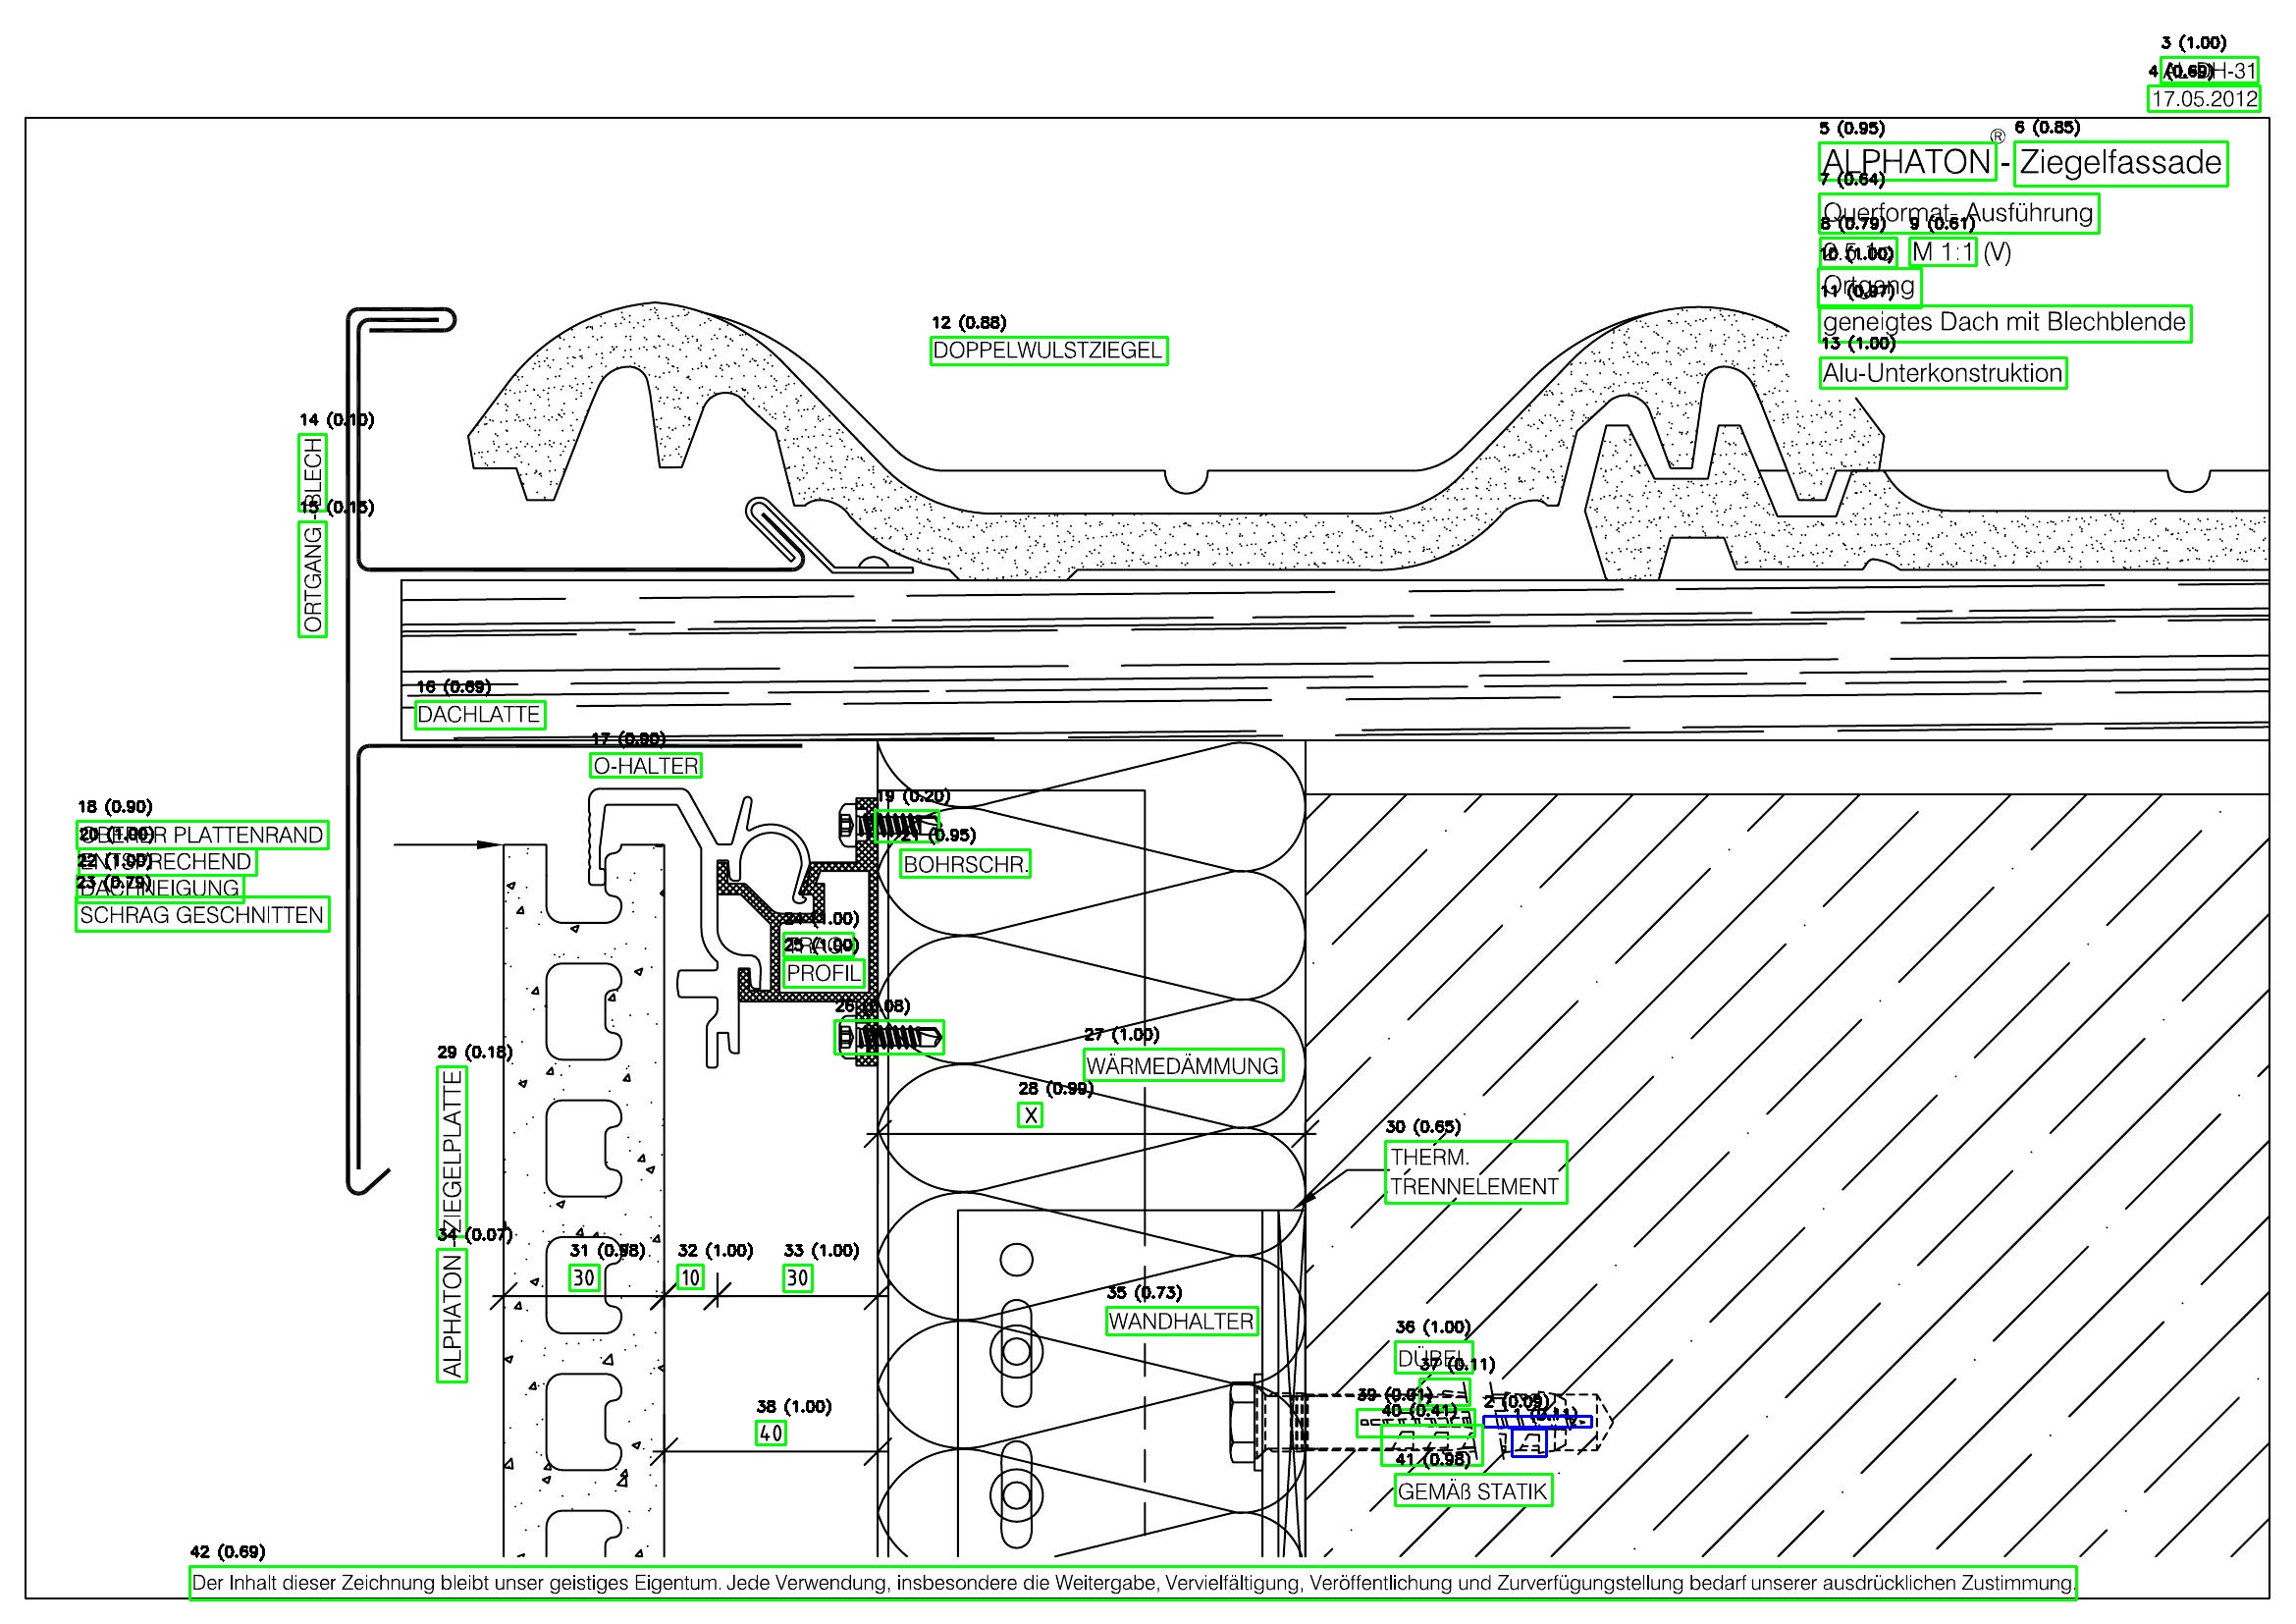 3 (1.00)
4 (0.69)
DH-31
17.05.2012
5 (0.95)
6 (0.85)
ALPHATON® - Ziegelfassade
7 (0.64)
Querformat- Ausführung
8 (0.79)
9 (0.61)
M 1:1 (V)
10 (1.00)
Ortgang
11 (0.97)
geneigtes Dach mit Blechblende
13 (1.00)
Alu-Unterkonstruktion
12 (0.88)
DOPPELWULSTZIEGEL
14 (0.10)
15 (0.15)
ORTGANG-BLECH
16 (0.69)
DACHLATTE
17 (0.90)
O-HALTER
18 (0.90)
OBERER PLATTENRAND
20 (1.00)
ENTSPRECHEND
22 (1.00)
DACHNEIGUNG
23 (0.79)
SCHRAG GESCHNITTEN
19 (0.20)
21 (0.95)
BOHRSCHR.
24 (1.00)
TRAG-
25 (1.00)
PROFIL
26 (0.08)
27 (1.00)
WÄRMEDÄMMUNG
28 (0.99)
X
29 (0.18)
34 (0.07)
ALPHATON-ZIEGELPLATTE
30 (0.65)
THERM.
TRENNELEMENT
31 (0.98)
30
32 (1.00)
10
33 (1.00)
30
35 (0.73)
WANDHALTER
36 (1.00)
DÜBEL
37 (0.11)
38 (1.00)
40
39 (0.01)
40 (0.41)
2 (0.09)
1 (0.11)
41 (0.98)
GEMÄß STATIK
42 (0.69)
Der Inhalt dieser Zeichnung bleibt unser geistiges Eigentum. Jede Verwendung, insbesondere die Weitergabe, Vervielfältigung, Veröffentlichung und Zurverfügungstellung bedarf unserer ausdrücklichen Zustimmung.